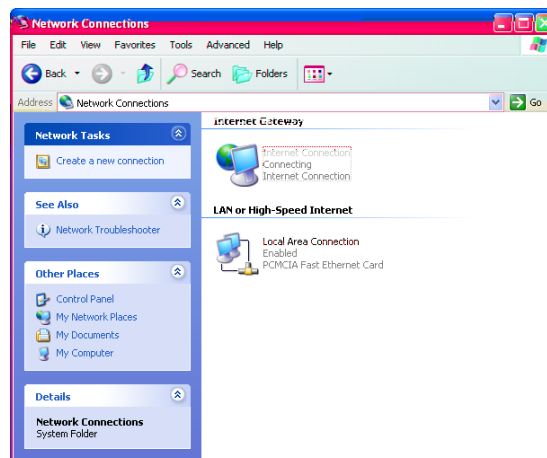 Network Connections
File Edit View Favorites Tools Advanced Help
Back Search Folders
Address Network Connections Go
Network Tasks
Create a new connection
See Also
Network Troubleshooter
Other Places
Control Panel
My Network Places
My Documents
My Computer
Details
Network Connections
System Folder
Internet Gateway
Internet Connection
Connecting
Internet Connection
LAN or High-Speed Internet
Local Area Connection
Enabled
PCMCIA Fast Ethernet Card